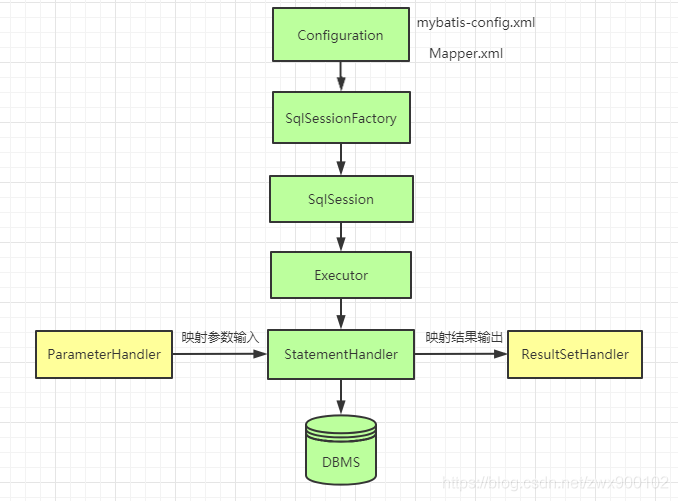 Configuration
mybatis-config.xml
Mapper.xml
SqlSessionFactory
SqlSession
Executor
映射参数输入
映射结果输出
ParameterHandler
StatementHandler
ResultSetHandler
DBMS
https://blog.csdn.net/zwx900102